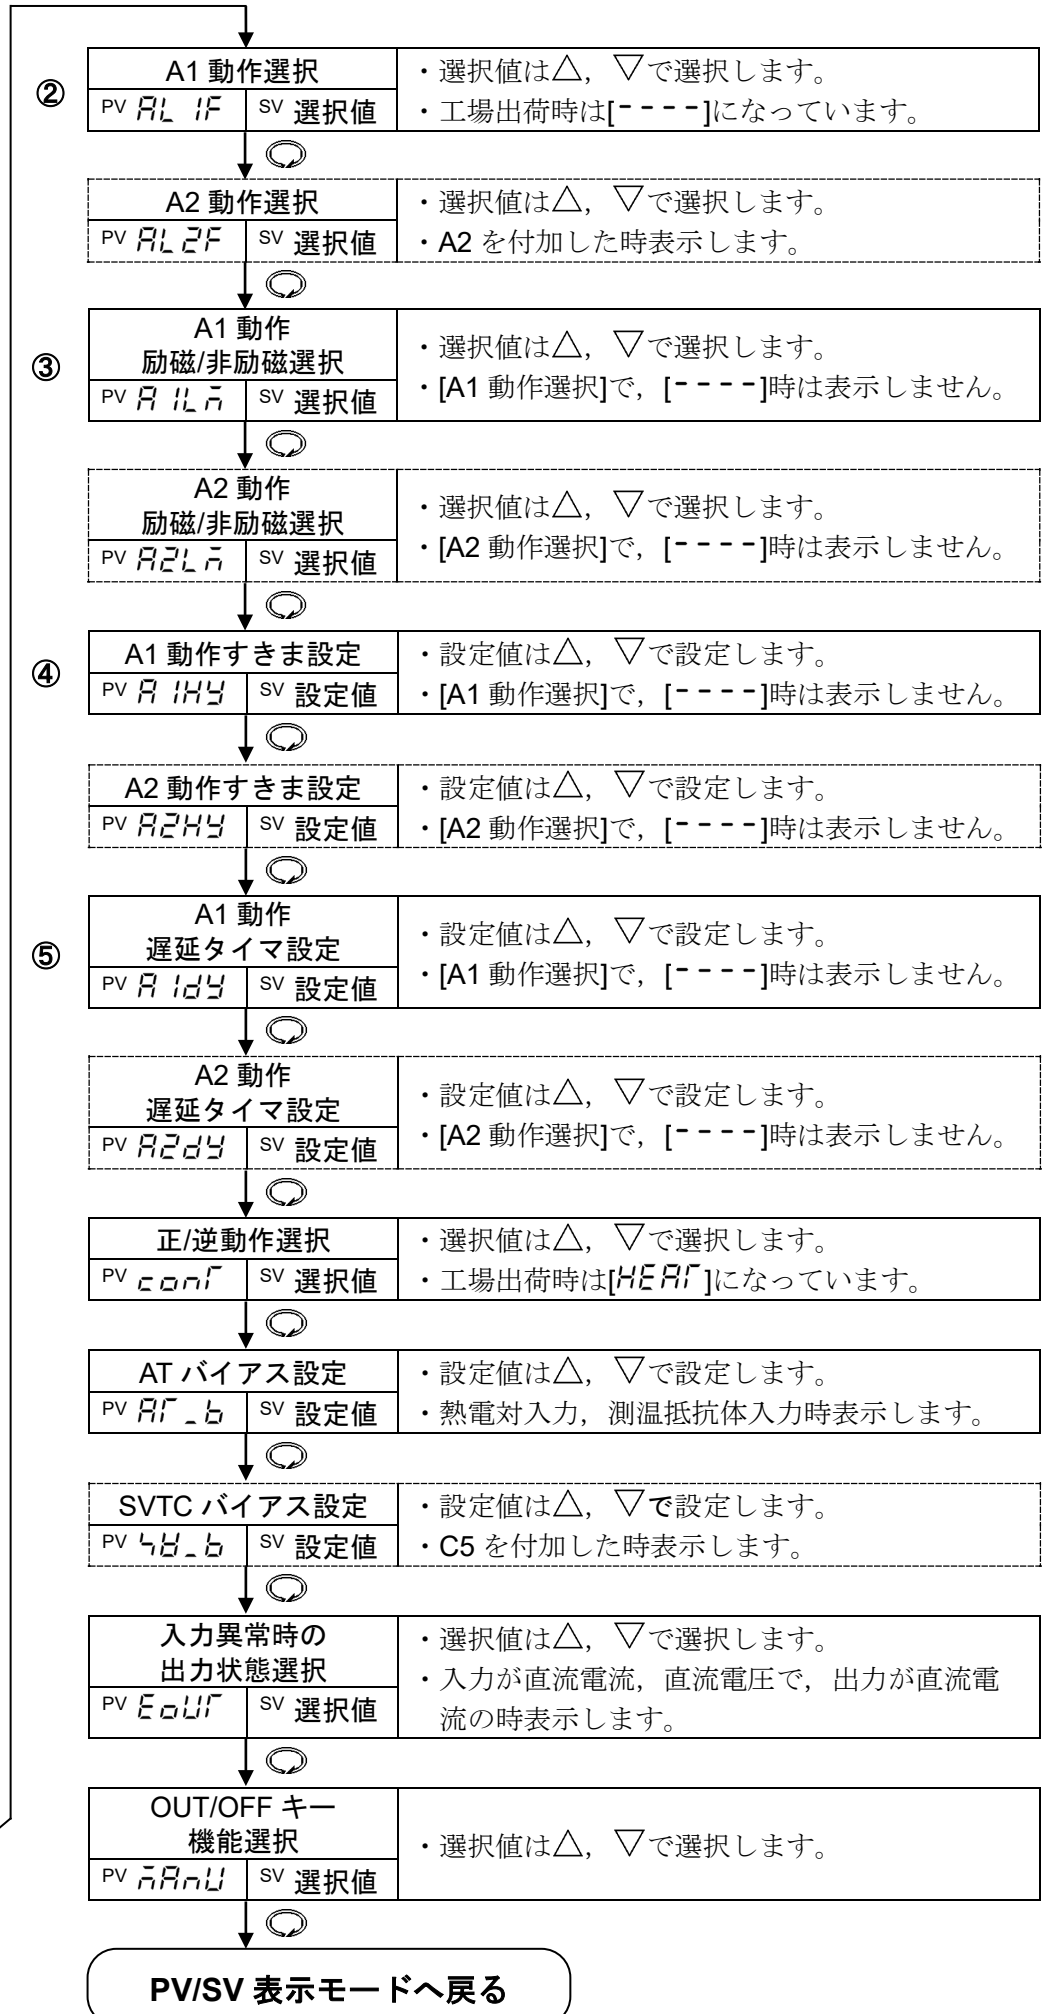 ②
A1 動作選択
PV AL1F SV 選択値
・選択値は△，▽で選択します。
・工場出荷時は[----]になっています。
A2 動作選択
PV AL2F SV 選択値
・選択値は△，▽で選択します。
・A2 を付加した時表示します。
③
A1 動作
励磁/非励磁選択
PV A1Lm SV 選択値
・選択値は△，▽で選択します。
・[A1 動作選択]で，[----]時は表示しません。
A2 動作
励磁/非励磁選択
PV A2Lm SV 選択値
・選択値は△，▽で選択します。
・[A2 動作選択]で，[----]時は表示しません。
④
A1 動作すきま設定
PV A1HY SV 設定値
・設定値は△，▽で設定します。
・[A1 動作選択]で，[----]時は表示しません。
A2 動作すきま設定
PV A2HY SV 設定値
・設定値は△，▽で設定します。
・[A2 動作選択]で，[----]時は表示しません。
⑤
A1 動作
遅延タイマ設定
PV A1dY SV 設定値
・設定値は△，▽で設定します。
・[A1 動作選択]で，[----]時は表示しません。
A2 動作
遅延タイマ設定
PV A2dY SV 設定値
・設定値は△，▽で設定します。
・[A2 動作選択]で，[----]時は表示しません。
正/逆動作選択
PV conT SV 選択値
・選択値は△，▽で選択します。
・工場出荷時は[HEAT]になっています。
AT バイアス設定
PV AT_b SV 設定値
・設定値は△，▽で設定します。
・熱電対入力，測温抵抗体入力時表示します。
SVTC バイアス設定
PV SV_b SV 設定値
・設定値は△，▽で設定します。
・C5 を付加した時表示します。
入力異常時の
出力状態選択
PV EoUT SV 選択値
・選択値は△，▽で選択します。
・入力が直流電流，直流電圧で，出力が直流電
流の時表示します。
OUT/OFF キー
機能選択
PV mAnU SV 選択値
・選択値は△，▽で選択します。
PV/SV 表示モードへ戻る